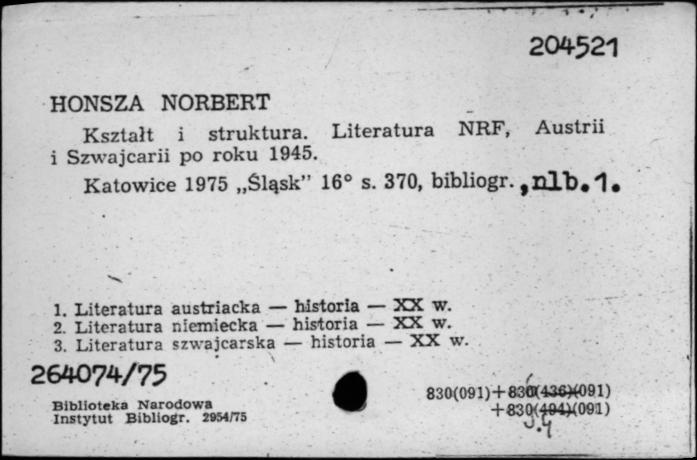 204521
HONSZA NORBERT
Kształt i struktura. Literatura NRF, Austrii
i Szwajcarii po roku 1945.
Katowice 1975 „Śląsk” 16° s. 370, bibliogr., nlb. 1.
1. Literatura austriacka — historia — XX w.
2. Literatura niemiecka — historia — XX w.
3. Literatura szwajcarska — historia — XX w.
264074/75
830(091)+830(436)(091)
+830(494)(091)
Biblioteka Narodowa
Instytut Bibliogr. 2954/75